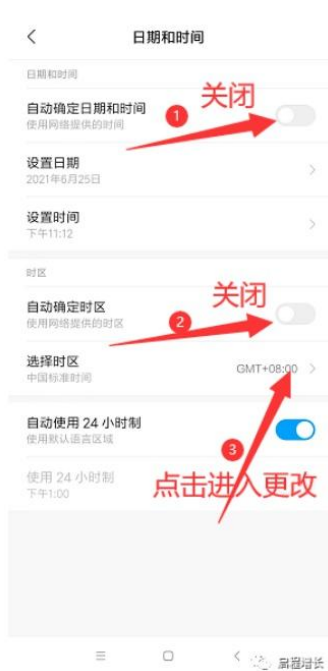 日期和时间
日期和时间
自动确定日期和时间
使用网络提供的时间
1
关闭
设置日期
2021年6月25日
设置时间
下午11:12
时区
自动确定时区
使用网络提供的时区
2
关闭
选择时区
中国标准时间
GMT+08:00
自动使用 24 小时制
使用默认语言区域
3
使用 24 小时制
下午1:00
点击进入更改
启程增长